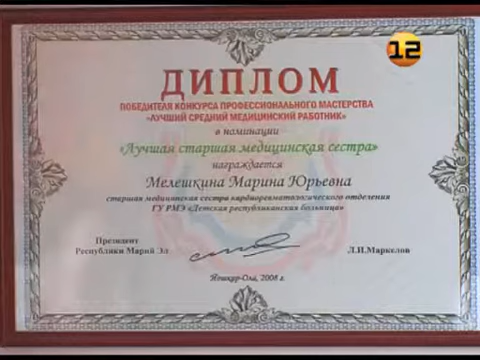 12
ДИПЛОМ
ПОБЕДИТЕЛЯ КОНКУРСА ПРОФЕССИОНАЛЬНОГО МАСТЕРСТВА
«ЛУЧШИЙ СРЕДНИЙ МЕДИЦИНСКИЙ РАБОТНИК»
в номинации
«Лучшая старшая медицинская сестра»
награждается
Мелешкина Марина Юрьевна
старшая медицинская сестра кардиоревматологического отделения
ГУ РМЭ «Детская республиканская больница»
Президент
Республики Марий Эл
Л.И.Маркелов
Йошкар-Ола, 2008 г.